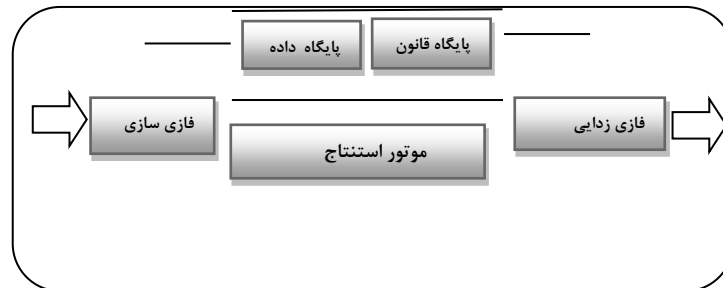 پایگاه قانون
پایگاه داده
فازی سازی
فازی زدایی
موتور استنتاج